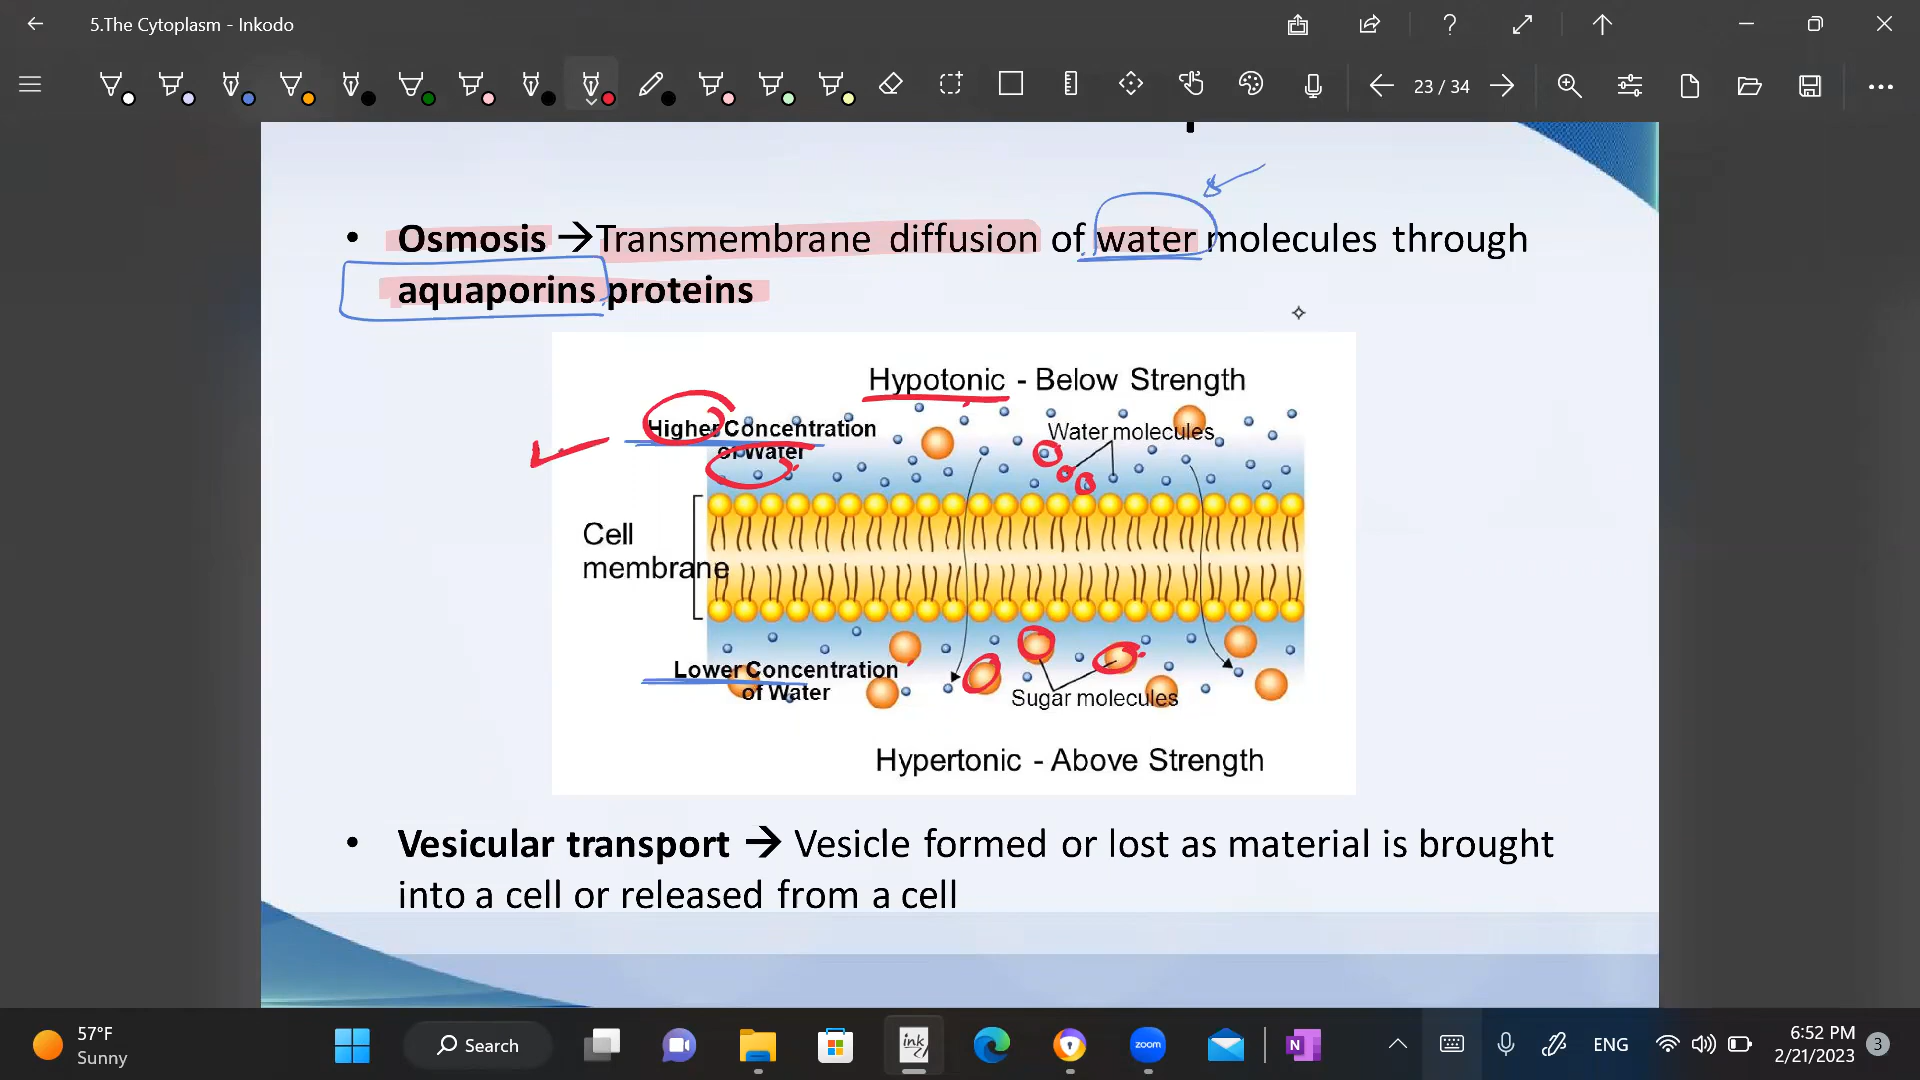 5.The Cytoplasm - Inkodo
23 / 34
• Osmosis →Transmembrane diffusion of water molecules through
aquaporins proteins
Hypotonic - Below Strength
Higher Concentration
of Water
Water molecules
Cell
membrane
Lower Concentration
of Water
Sugar molecules
Hypertonic - Above Strength
• Vesicular transport → Vesicle formed or lost as material is brought
into a cell or released from a cell
57°F
Sunny
Search
ink
zoom
N
ENG
6:52 PM
2/21/2023
3